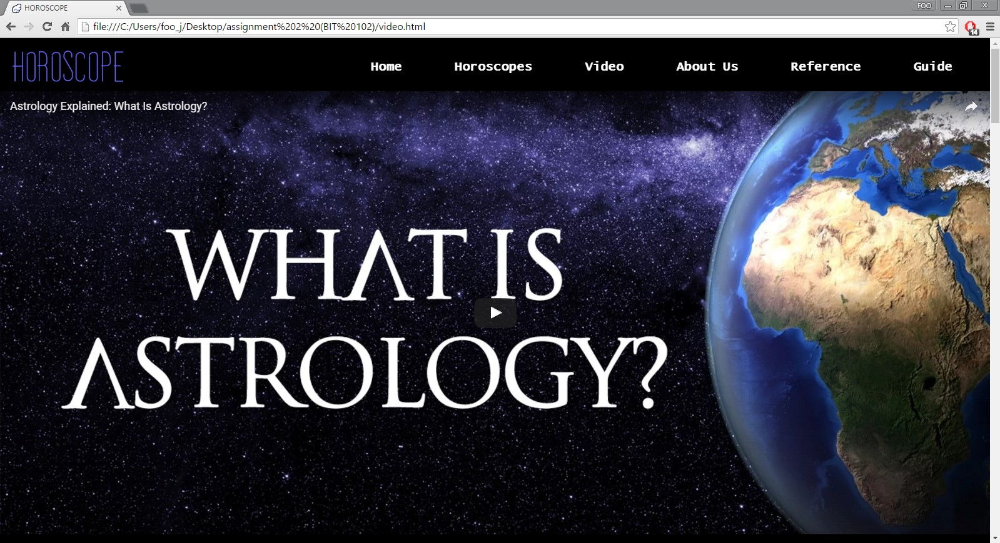 HOROSCOPE
FOO
file:///C:/Users/foo_j/Desktop/assignment%202%20(BIT%20102)/video.html
14
HOROSCOPE
Home Horoscopes Video About Us Reference Guide
Astrology Explained: What Is Astrology?
WHAT IS
ASTROLOGY?